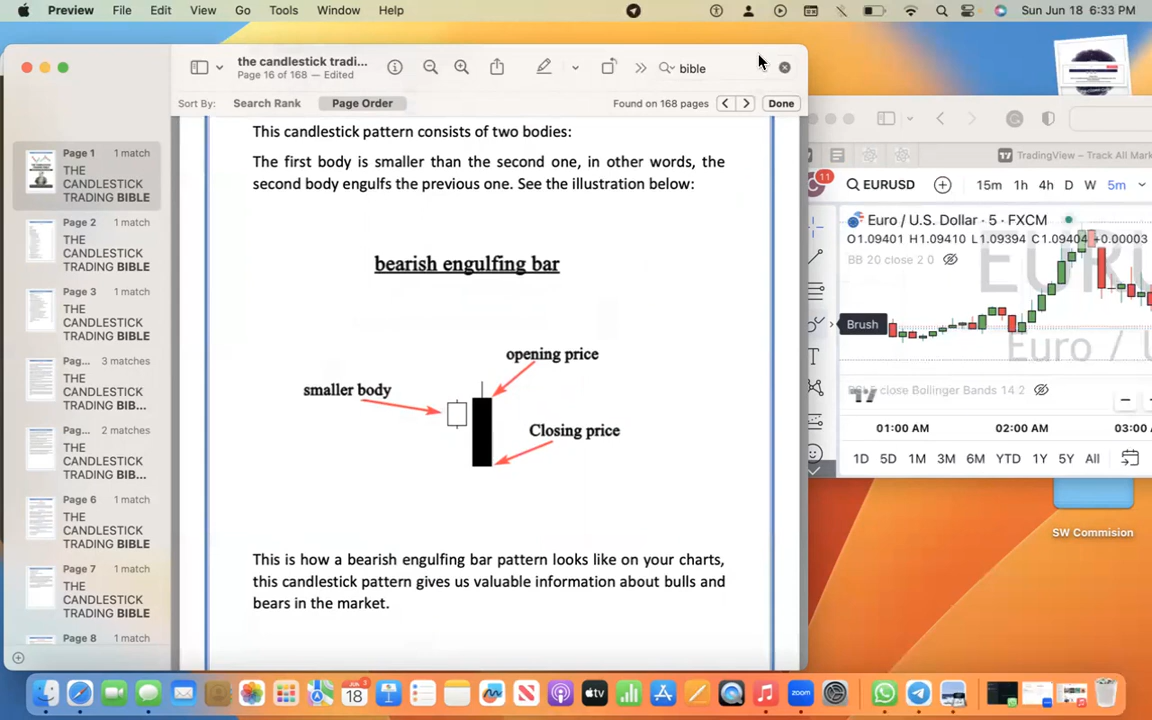 Preview File Edit View Go Tools Window Help Sun Jun 18 6:33 PM
the candlestick tradi...
Page 16 of 168 — Edited
bible
Sort By: Search Rank Page Order Found on 168 pages Done
Page 1 1 match
THE
CANDLESTICK
TRADING BIBLE
Page 2 1 match
THE
CANDLESTICK
TRADING BIBLE
Page 3 1 match
THE
CANDLESTICK
TRADING BIBLE
Pag... 3 matches
THE
CANDLESTICK
TRADING BIB...
Pag... 2 matches
THE
CANDLESTICK
TRADING BIB...
Page 6 1 match
THE
CANDLESTICK
TRADING BIBLE
Page 7 1 match
THE
CANDLESTICK
TRADING BIBLE
Page 8 1 match
This candlestick pattern consists of two bodies:
The first body is smaller than the second one, in other words, the
second body engulfs the previous one. See the illustration below:
bearish engulfing bar
opening price
smaller body
Closing price
This is how a bearish engulfing bar pattern looks like on your charts,
this candlestick pattern gives us valuable information about bulls and
bears in the market.
TradingView — Track All Mark
11
EURUSD 15m 1h 4h D W 5m
Euro / U.S. Dollar · 5 · FXCM
O1.09401 H1.09410 L1.09394 C1.09404 +0.00003
BB 20 close 2 0
EURU
Euro / U
Brush
close Bollinger Bands 14 2
01:00 AM 02:00 AM 03:00
1D 5D 1M 3M 6M YTD 1Y 5Y All
SW Commision
JUN
18
tv
zoom